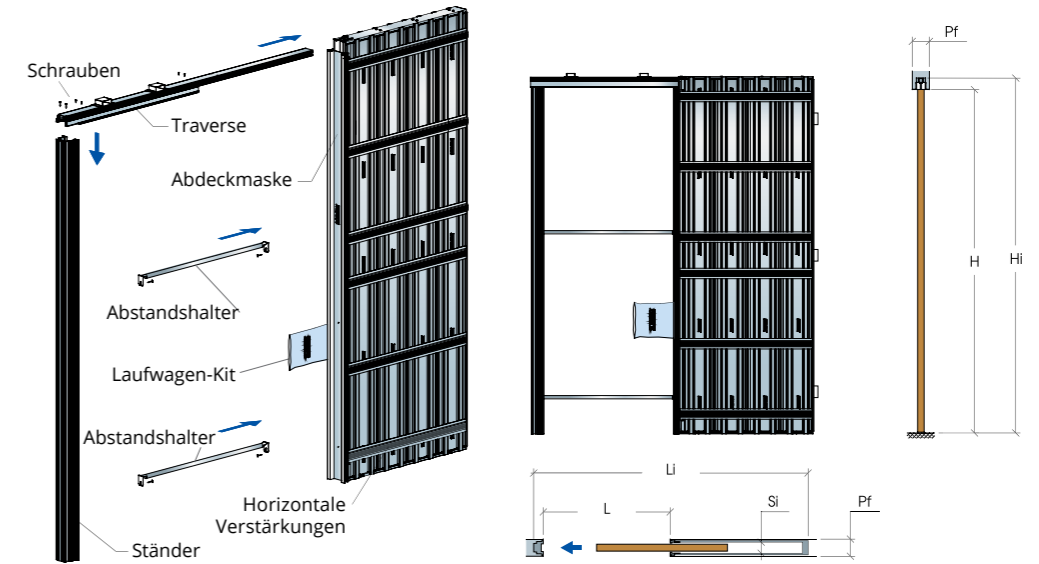 Schrauben
Traverse
Abdeckmaske
Abstandshalter
Laufwagen-Kit
Abstandshalter
Horizontale
Verstärkungen
Ständer
Pf
H
Hi
Li
L
Si
Pf